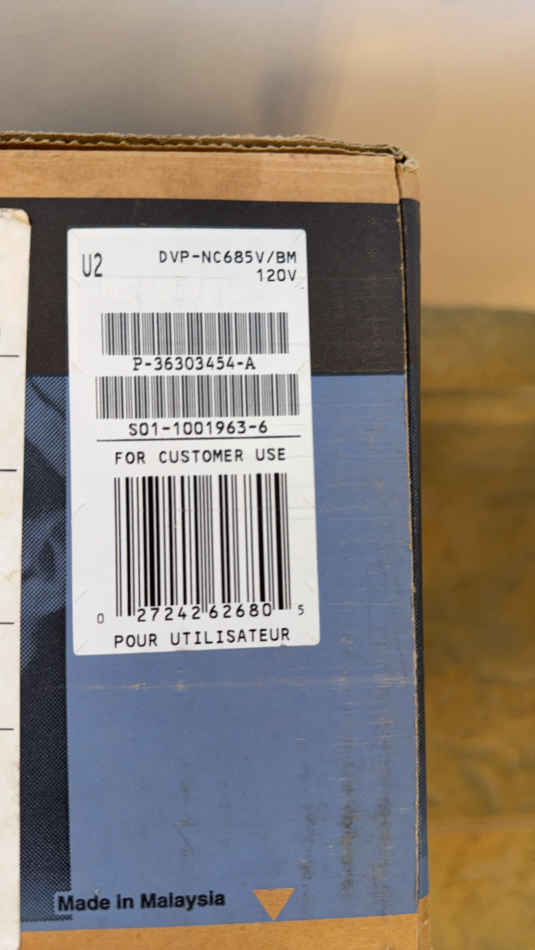 U2
DVP-NC685V/BM
120V
P-36303454-A
S01-1001963-6
FOR CUSTOMER USE
0 27242 62680 5
POUR UTILISATEUR
Made in Malaysia